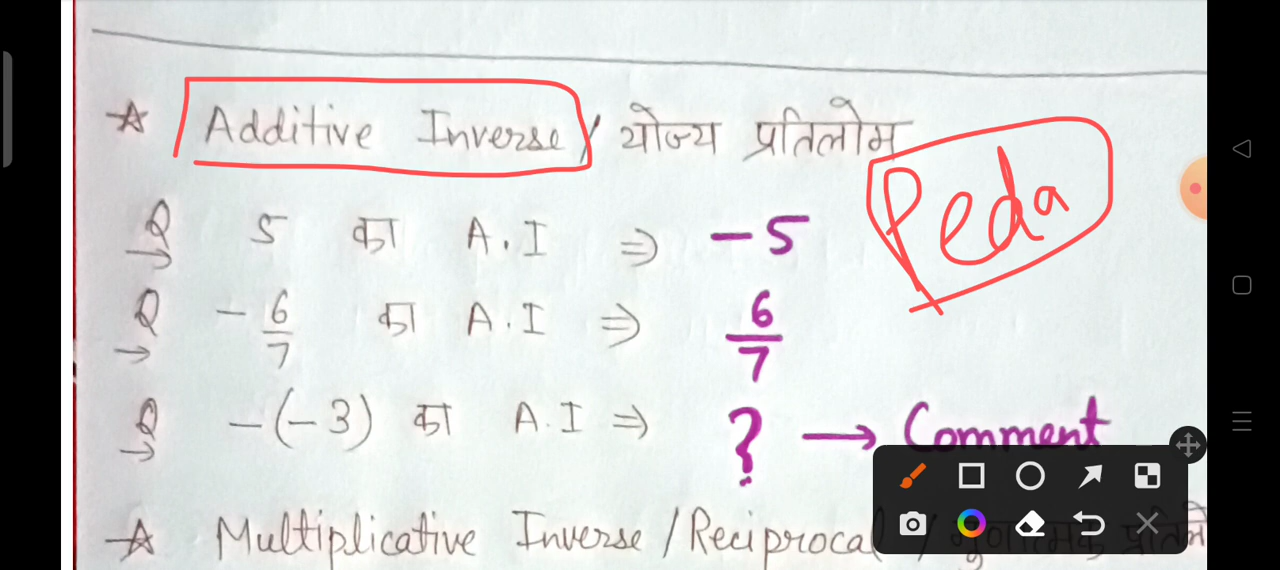 ☆ Additive Inverse / योज्य प्रतिलोम
Peda
Q 5 का A.I ⇒ -5
Q -6/7 का A.I ⇒ 6/7
Q -(-3) का A.I ⇒ ? → Comment
☆ Multiplicative Inverse / Reciprocal /